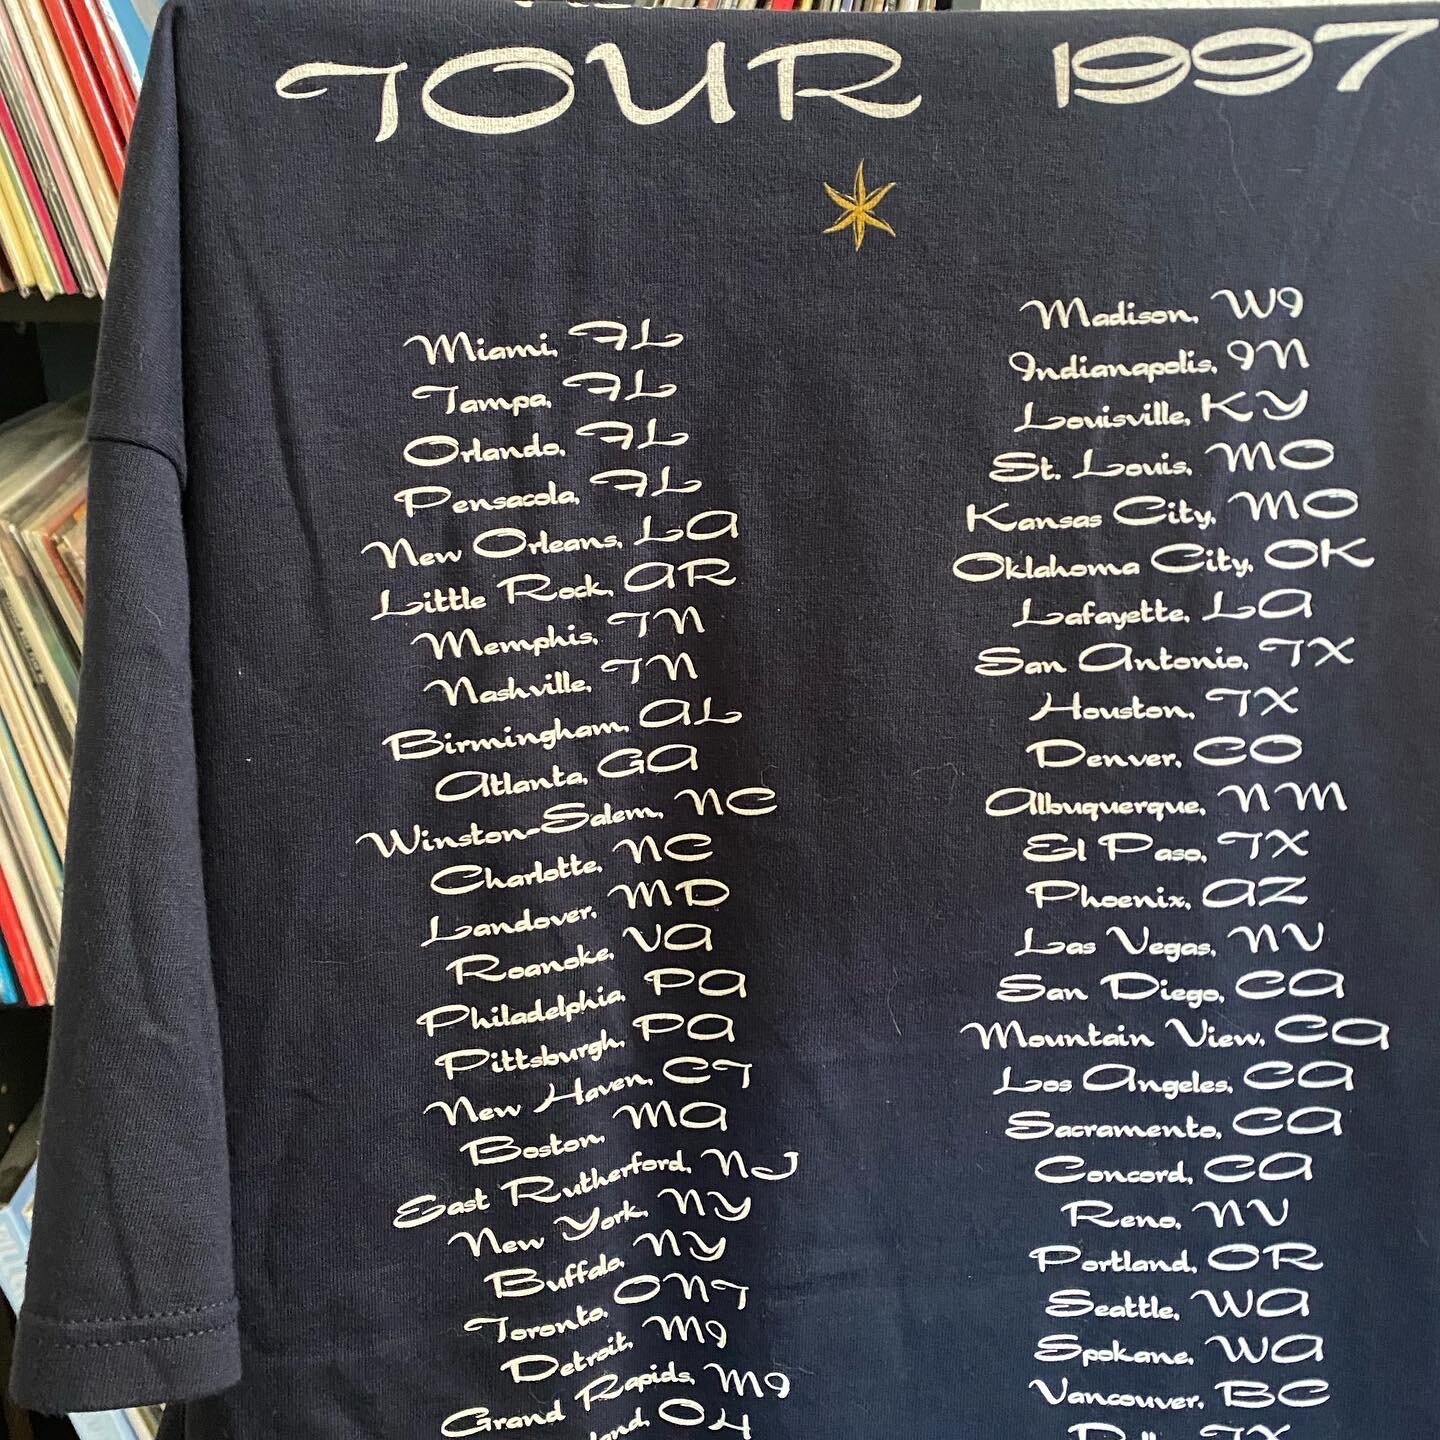 TOUR 1997
Miami, FL
Tampa, FL
Orlando, FL
Pensacola, FL
New Orleans, LA
Little Rock, AR
Memphis, TN
Nashville, TN
Birmingham, AL
Atlanta, GA
Winston-Salem, NC
Charlotte, NC
Landover, MD
Roanoke, VA
Philadelphia, PA
Pittsburgh, PA
New Haven, CT
Boston, MA
East Rutherford, NJ
New York, NY
Buffalo, NY
Toronto, ONT
Detroit, MI
Grand Rapids, MI
OH
Madison, WI
Indianapolis, IN
Louisville, KY
St. Louis, MO
Kansas City, MO
Oklahoma City, OK
Lafayette, LA
San Antonio, TX
Houston, TX
Denver, CO
Albuquerque, NM
El Paso, TX
Phoenix, AZ
Las Vegas, NV
San Diego, CA
Mountain View, CA
Los Angeles, CA
Sacramento, CA
Concord, CA
Reno, NV
Portland, OR
Seattle, WA
Spokane, WA
Vancouver, BC
TX